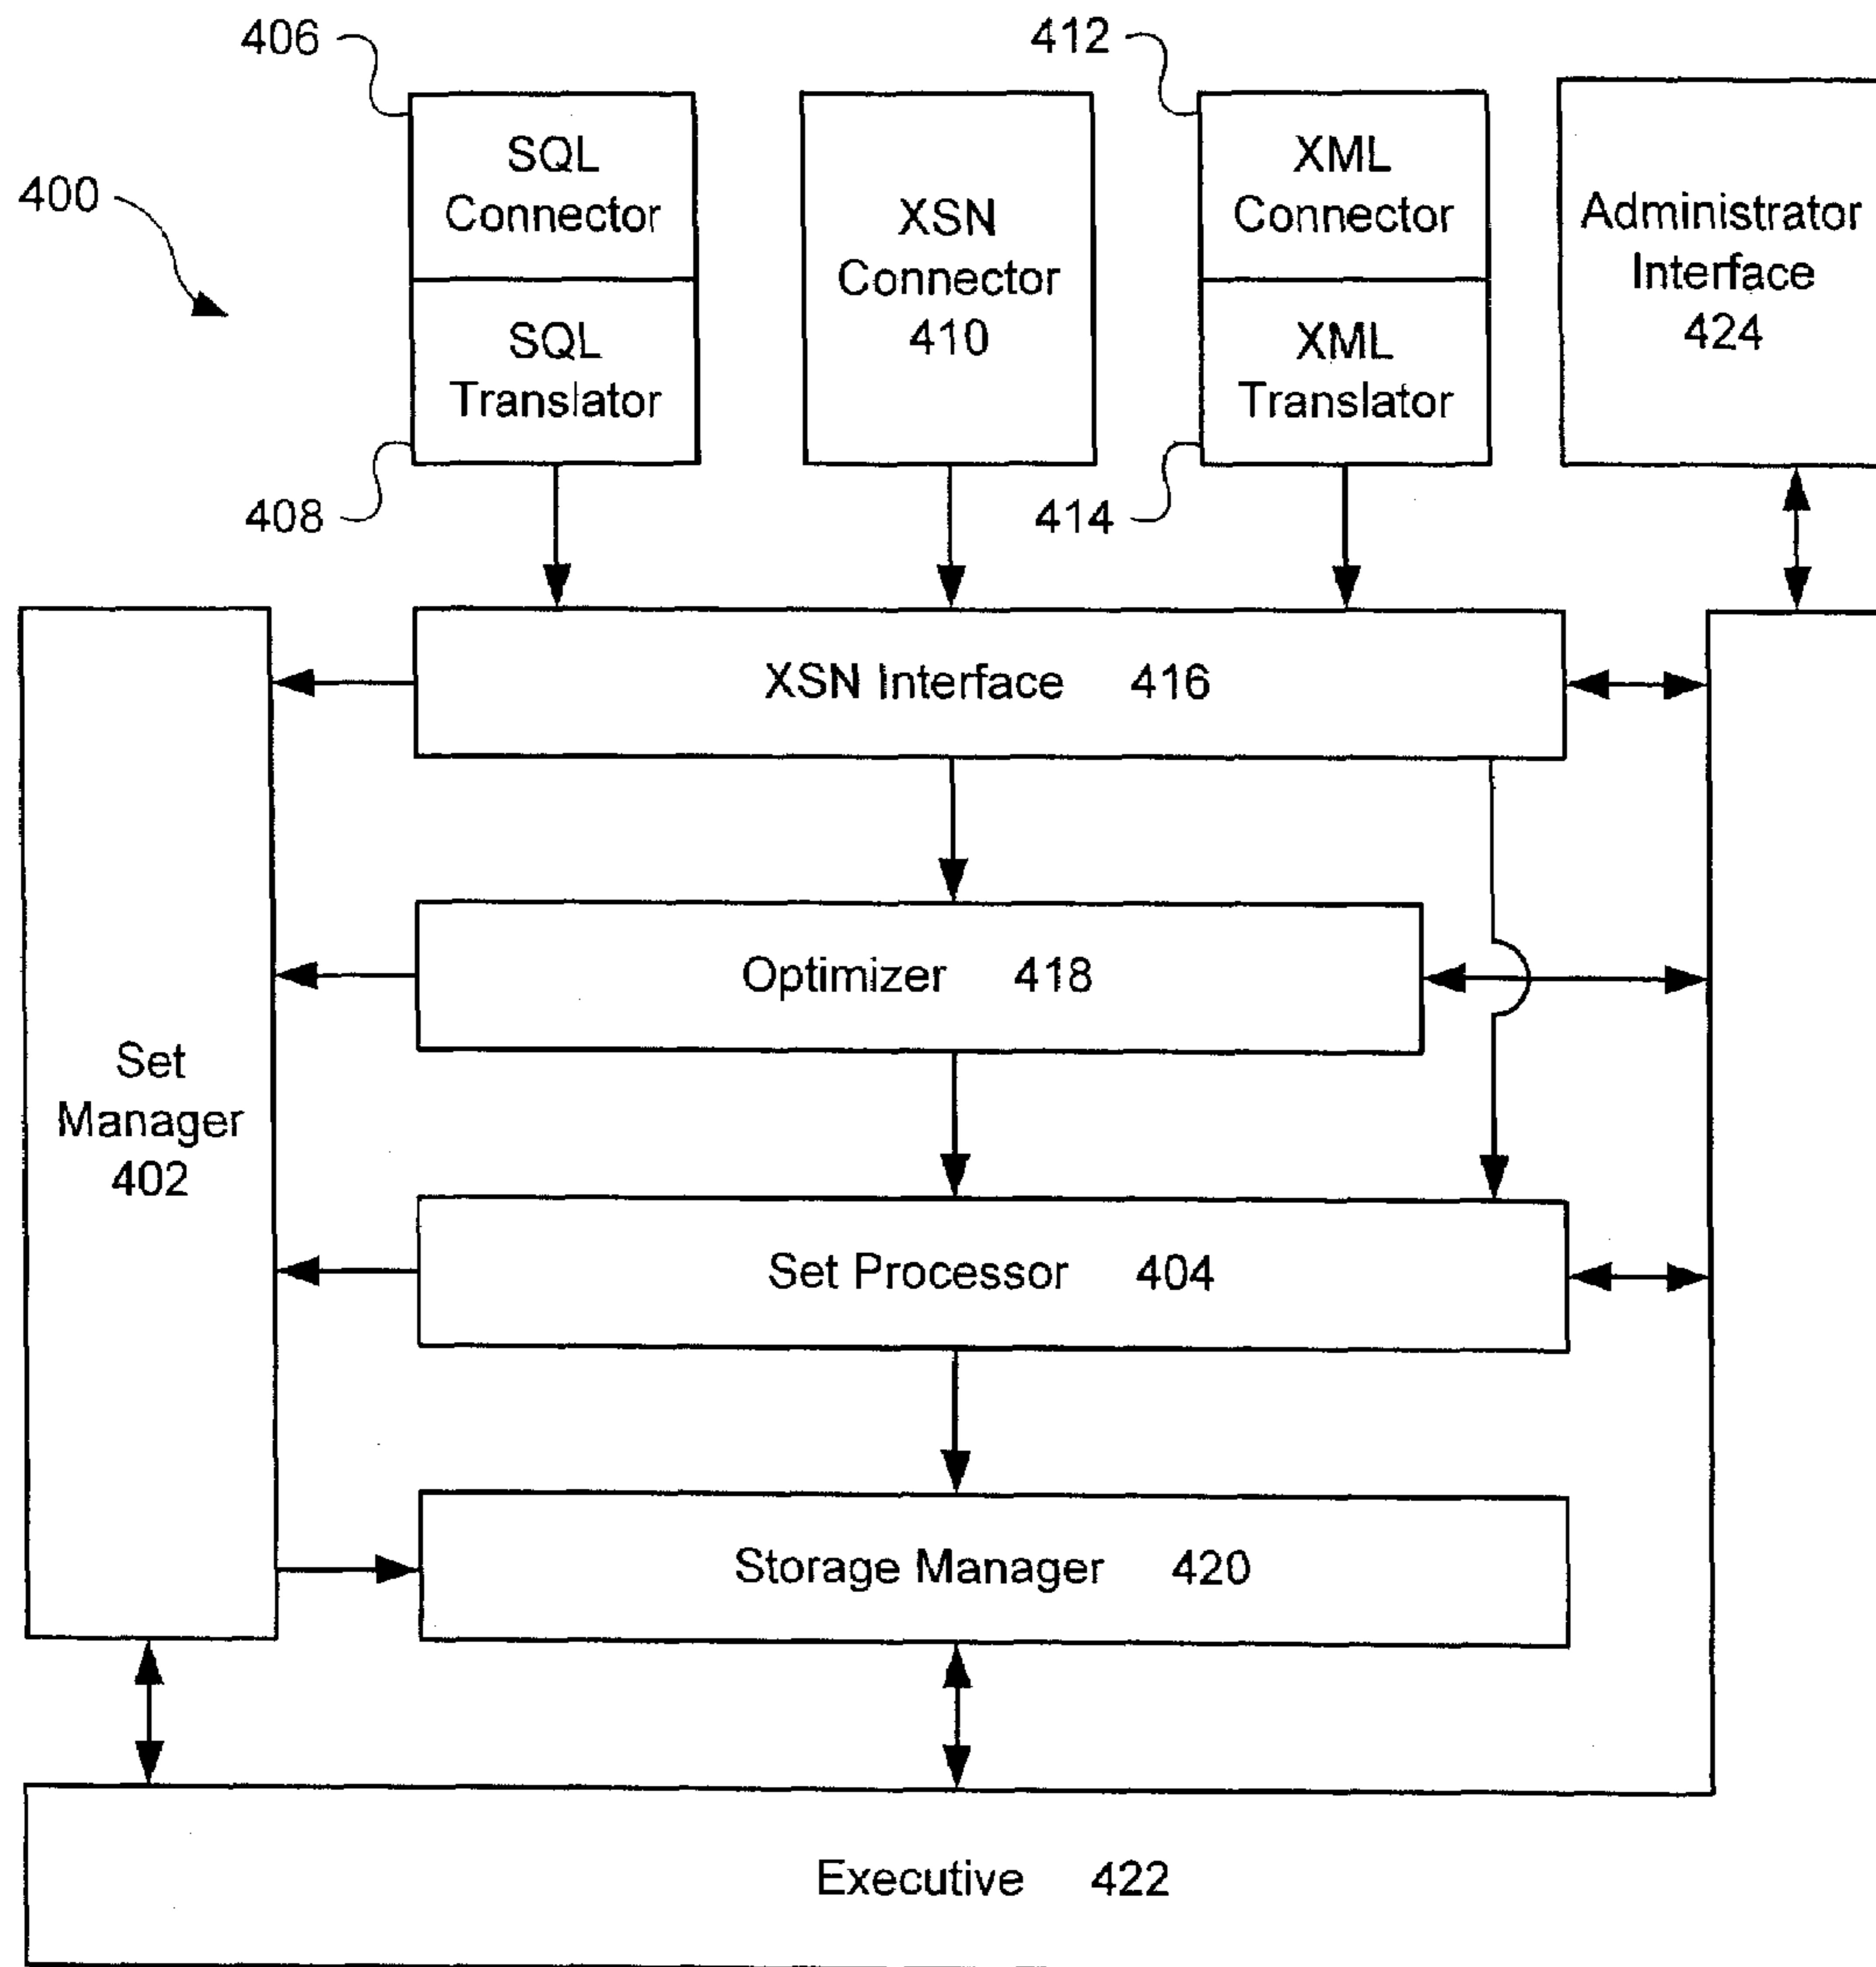 406
412
400
SQL
Connector
SQL
Translator
408
XSN
Connector
410
XML
Connector
XML
Translator
414
Administrator
Interface
424
XSN Interface 416
Optimizer 418
Set
Manager
402
Set Processor 404
Storage Manager 420
Executive 422